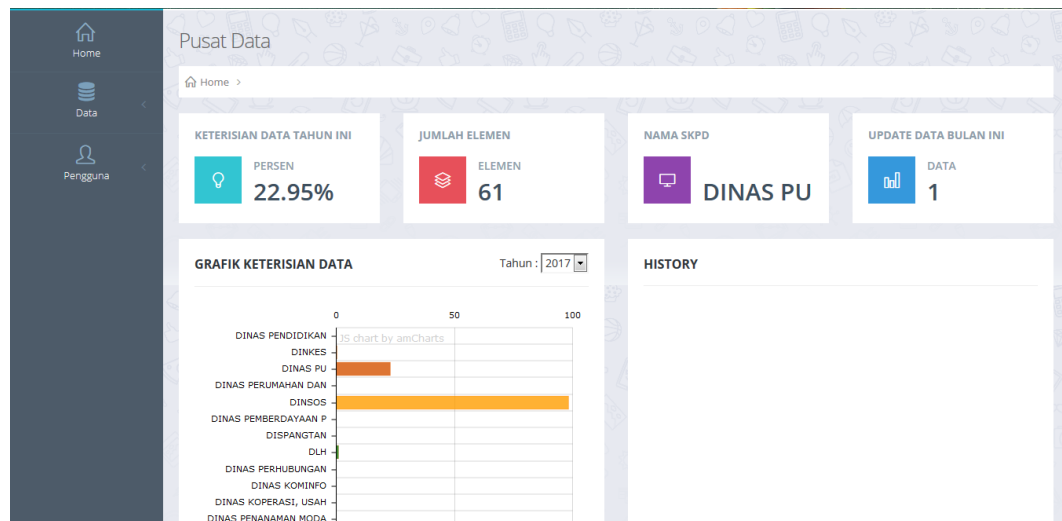 Home
Data
Pengguna
Pusat Data
Home >
KETERISIAN DATA TAHUN INI
PERSEN
22.95%
JUMLAH ELEMEN
ELEMEN
61
NAMA SKPD
DINAS PU
UPDATE DATA BULAN INI
DATA
1
GRAFIK KETERISIAN DATA
Tahun : 2017
0 50 100
JS chart by amCharts
DINAS PENDIDIKAN
DINKES
DINAS PU
DINAS PERUMAHAN DAN
DINSOS
DINAS PEMBERDAYAAN P
DISPANGTAN
DLH
DINAS PERHUBUNGAN
DINAS KOMINFO
DINAS KOPERASI, USAH
DINAS PENANAMAN MODA
HISTORY